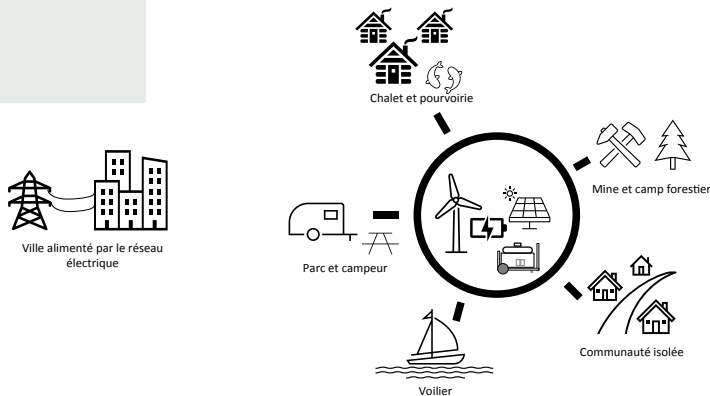 Chalet et pourvoirie
Mine et camp forestier
Ville alimenté par le réseau
électrique
Parc et campeur
Communauté isolée
Voilier